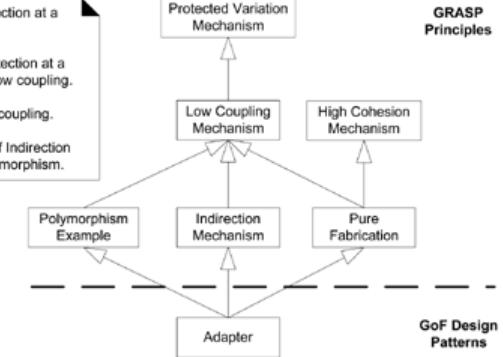 ection at a
ection at a
ow coupling.
coupling.
f Indirection
morphism.
Protected Variation
Mechanism
GRASP
Principles
Low Coupling
Mechanism
High Cohesion
Mechanism
Polymorphism
Example
Indirection
Mechanism
Pure
Fabrication
Adapter
GoF Design
Patterns